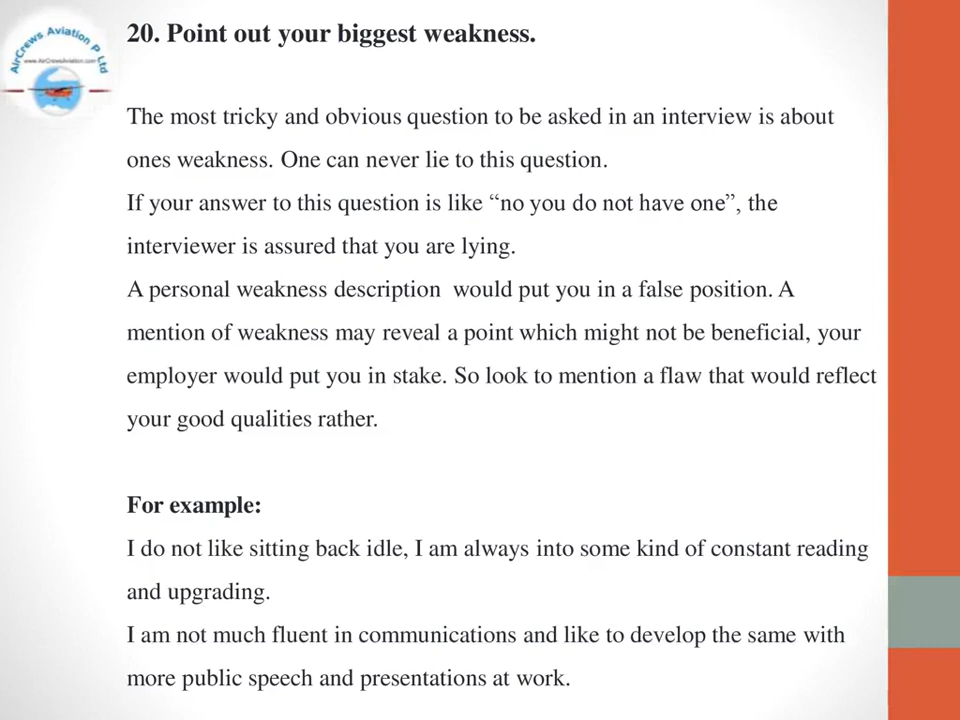 AirCrews Aviation P Ltd
www.AirCrewsAviation.com
20. Point out your biggest weakness.
The most tricky and obvious question to be asked in an interview is about
ones weakness. One can never lie to this question.
If your answer to this question is like “no you do not have one”, the
interviewer is assured that you are lying.
A personal weakness description  would put you in a false position. A
mention of weakness may reveal a point which might not be beneficial, your
employer would put you in stake. So look to mention a flaw that would reflect
your good qualities rather.
For example:
I do not like sitting back idle, I am always into some kind of constant reading
and upgrading.
I am not much fluent in communications and like to develop the same with
more public speech and presentations at work.